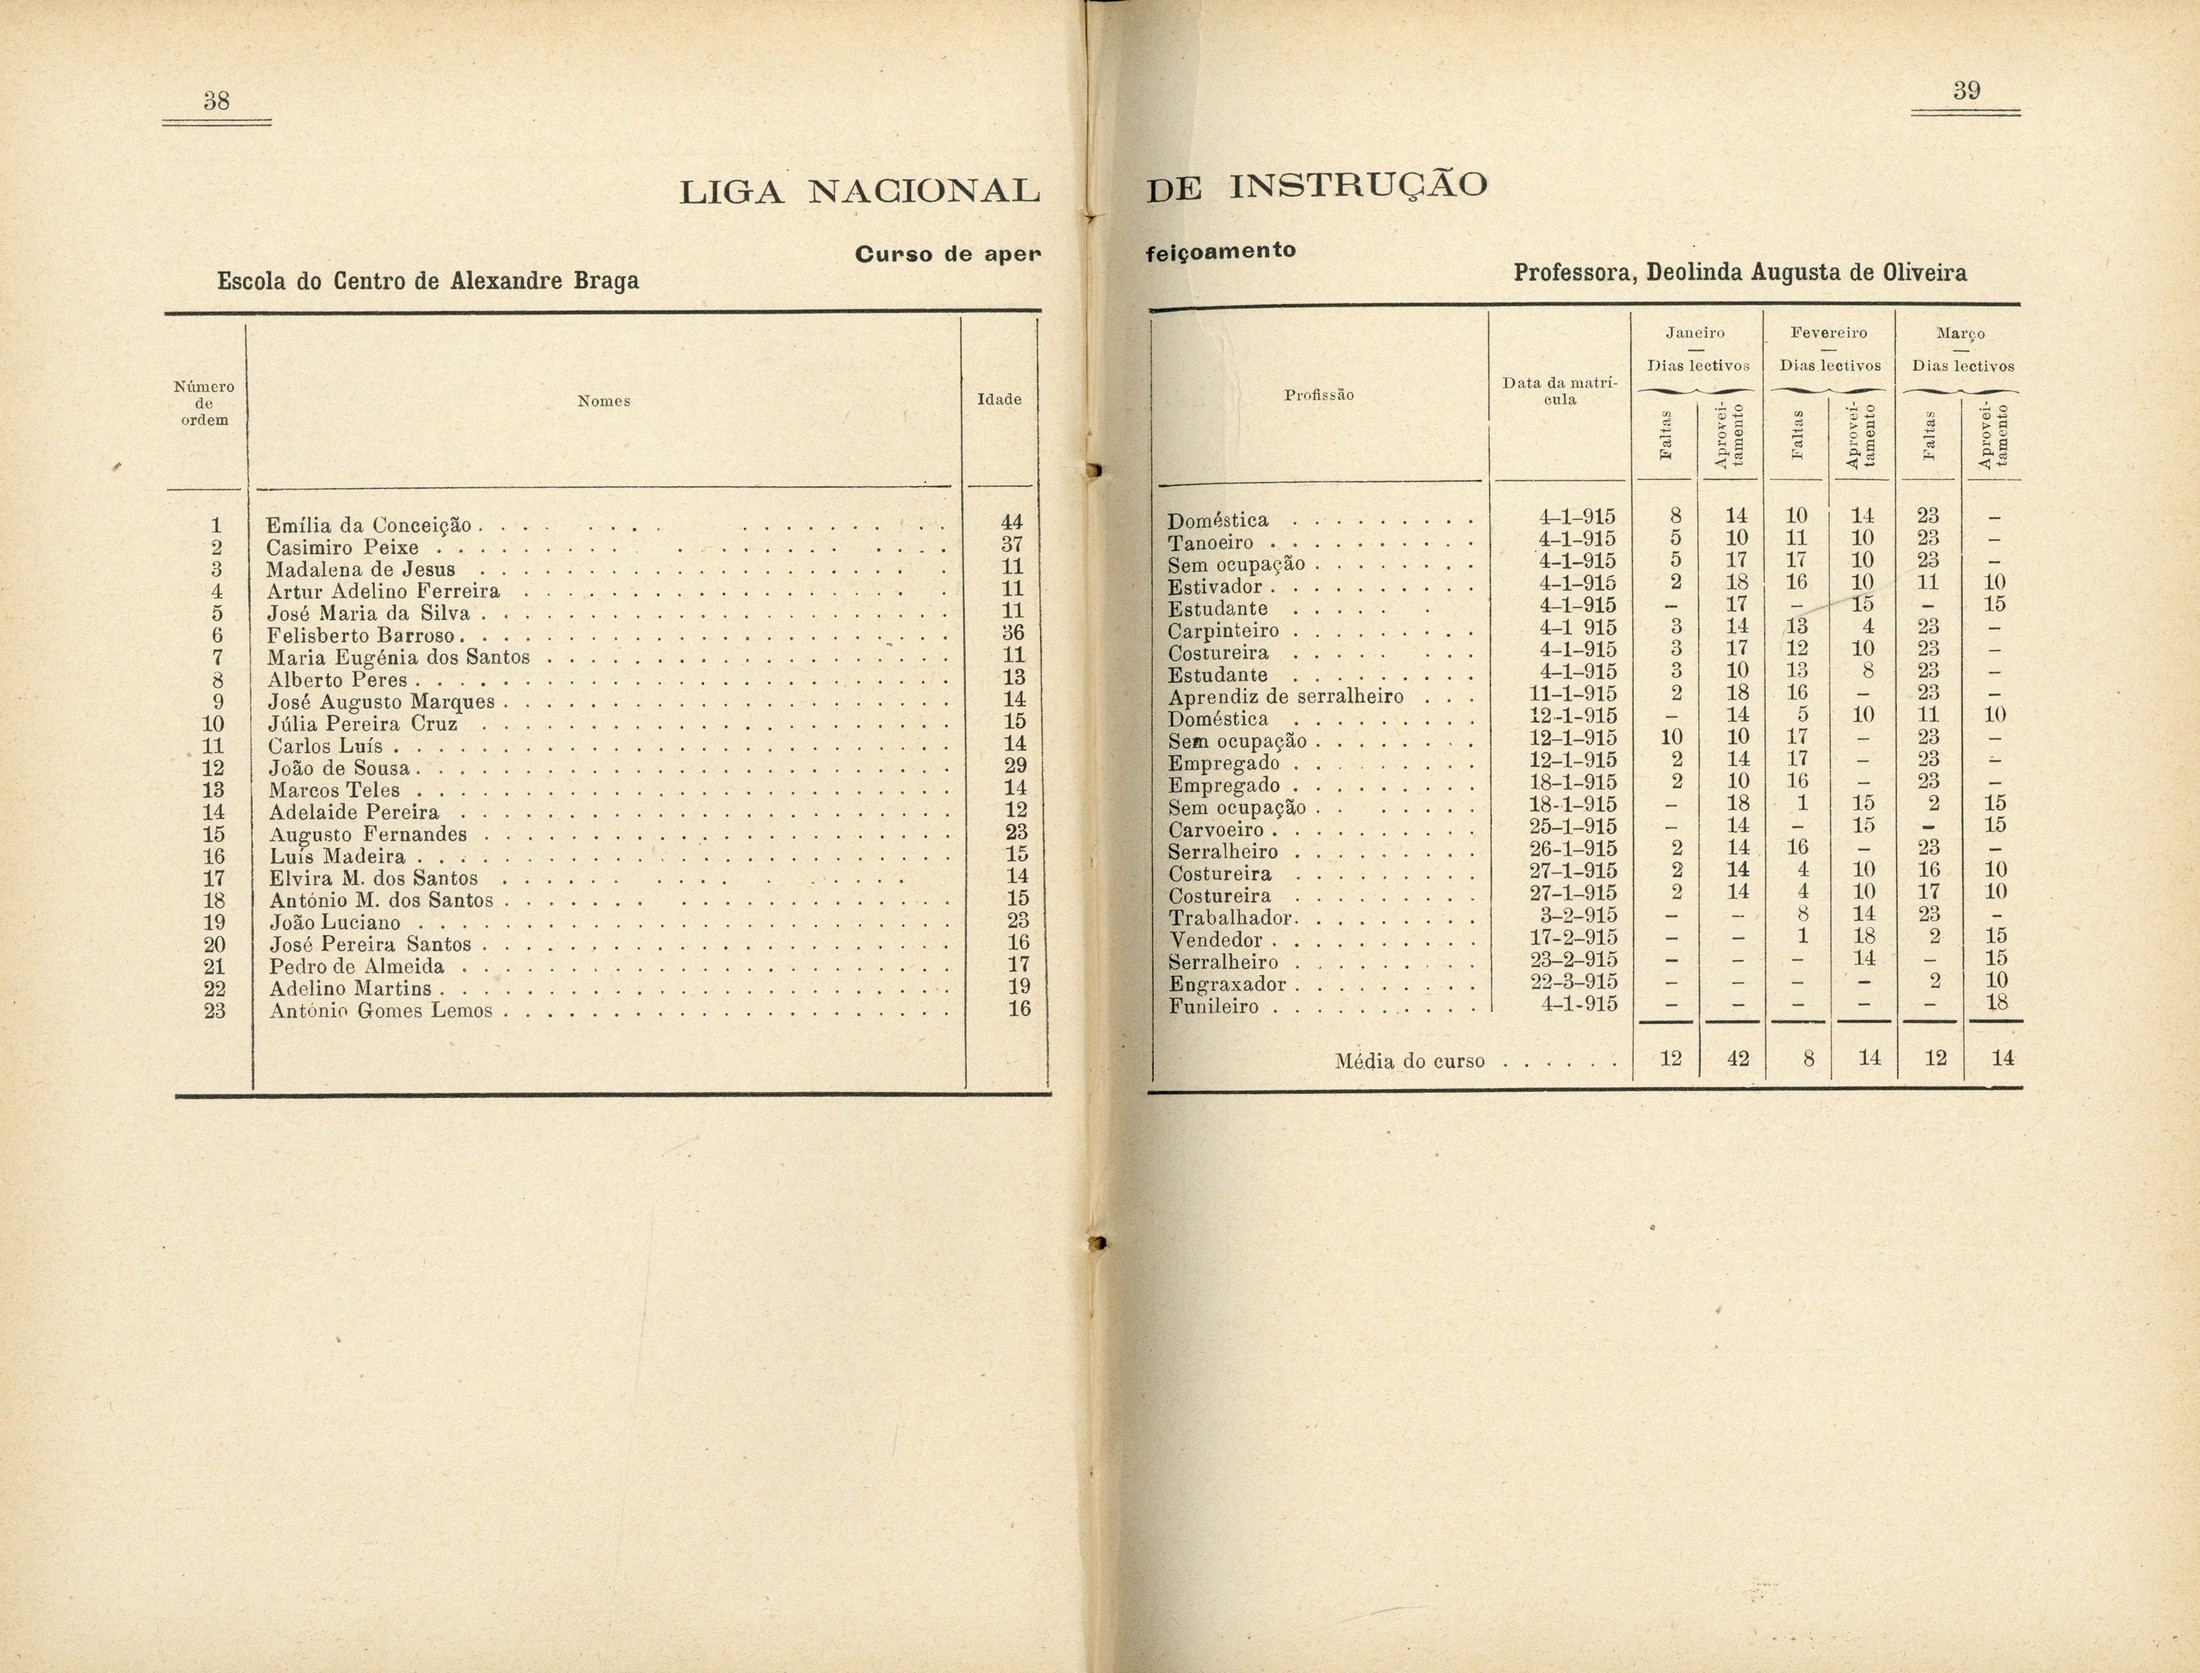 38
LIGA NACIONAL
Curso de aper
Escola do Centro de Alexandre Braga
Número de ordem Nomes Idade
1 Emília da Conceição 44
2 Casimiro Peixe 37
3 Madalena de Jesus 11
4 Artur Adelino Ferreira 11
5 José Maria da Silva 11
6 Felisberto Barroso 36
7 Maria Eugénia dos Santos 11
8 Alberto Peres 13
9 José Augusto Marques 14
10 Júlia Pereira Cruz 15
11 Carlos Luís 14
12 João de Sousa 29
13 Marcos Teles 14
14 Adelaide Pereira 12
15 Augusto Fernandes 23
16 Luís Madeira 15
17 Elvira M. dos Santos 14
18 António M. dos Santos 15
19 João Luciano 23
20 José Pereira Santos 16
21 Pedro de Almeida 17
22 Adelino Martins 19
23 António Gomes Lemos 16
39
DE INSTRUÇÃO
feiçoamento
Professora, Deolinda Augusta de Oliveira
Janeiro Fevereiro Março
Dias lectivos Dias lectivos Dias lectivos
Profissão Data da matrí-
cula
Faltas Aprovei-
tamento Faltas Aprovei-
tamento Faltas Aprovei-
tamento
Doméstica 4-1-915 8 14 10 14 23 –
Tanoeiro 4-1-915 5 10 11 10 23 –
Sem ocupação 4-1-915 5 17 17 10 23 –
Estivador 4-1-915 2 18 16 10 11 10
Estudante 4-1-915 – 17 – 15 – 15
Carpinteiro 4-1 915 3 14 13 4 23 –
Costureira 4-1-915 3 17 12 10 23 –
Estudante 4-1-915 3 10 13 8 23 –
Aprendiz de serralheiro 11-1-915 2 18 16 – 23 –
Doméstica 12-1-915 – 14 5 10 11 10
Sem ocupação 12-1-915 10 10 17 – 23 –
Empregado 12-1-915 2 14 17 – 23 –
Empregado 18-1-915 2 10 16 – 23 –
Sem ocupação 18-1-915 – 18 1 15 2 15
Carvoeiro 25-1-915 – 14 – 15 – 15
Serralheiro 26-1-915 2 14 16 – 23 –
Costureira 27-1-915 2 14 4 10 16 10
Costureira 27-1-915 2 14 4 10 17 10
Trabalhador 3-2-915 – – 8 14 23 –
Vendedor 17-2-915 – – 1 18 2 15
Serralheiro 23-2-915 – – – 14 – 15
Engraxador 22-3-915 – – – – 2 10
Funileiro 4-1-915 – – – – – 18
Média do curso 12 42 8 14 12 14